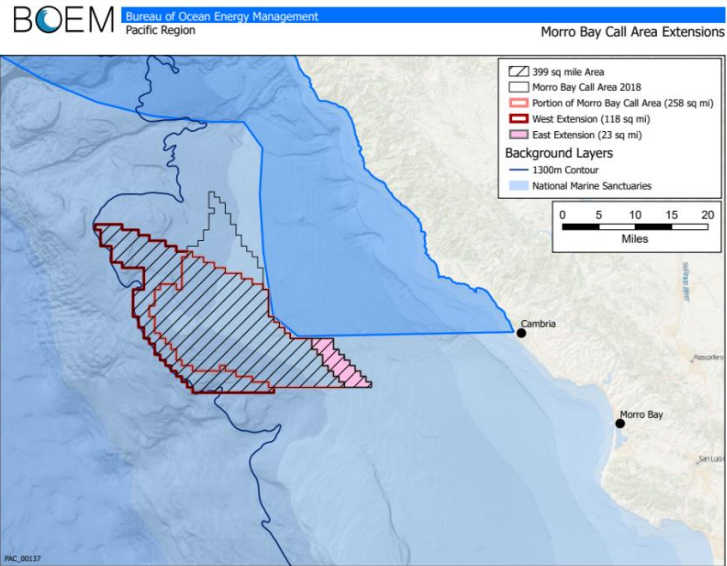 BOEM
Bureau of Ocean Energy Management
Pacific Region
Morro Bay Call Area Extensions
399 sq mile Area
Morro Bay Call Area 2018
Portion of Morro Bay Call Area (258 sq mi)
West Extension (118 sq mi)
East Extension (23 sq mi)
Background Layers
1300m Contour
National Marine Sanctuaries
0 5 10 15 20
Miles
Cambria
Atascadero
Morro Bay
San Luis
PAC_00137